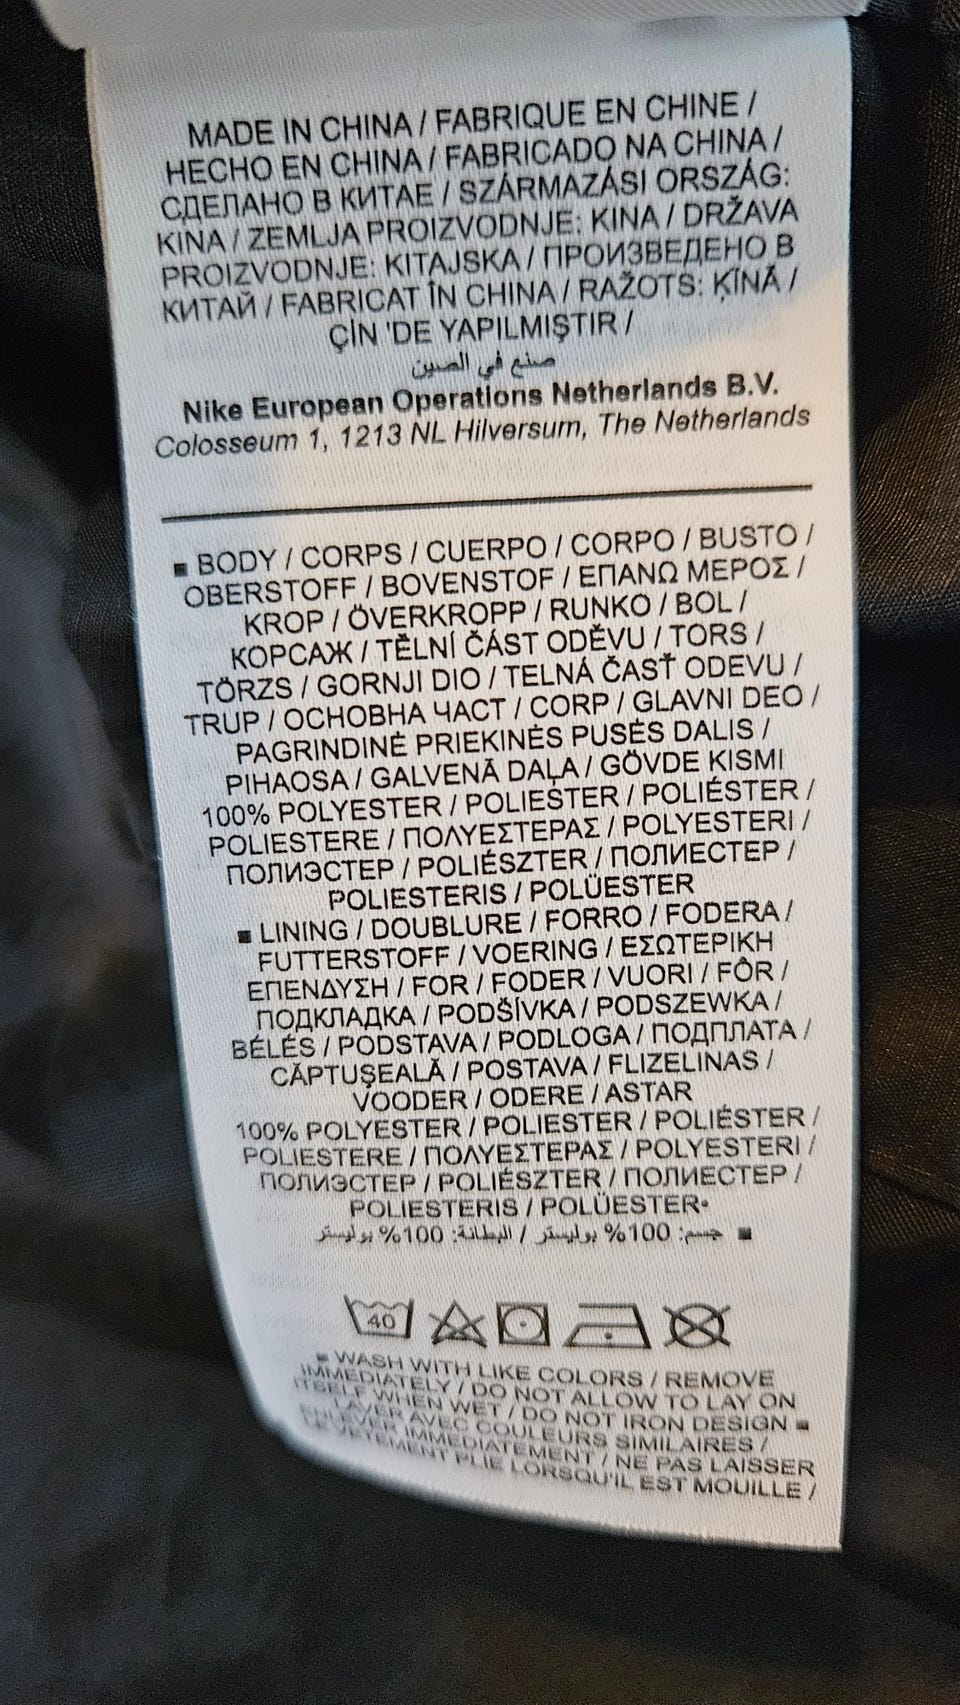 MADE IN CHINA / FABRIQUE EN CHINE /
HECHO EN CHINA / FABRICADO NA CHINA /
СДЕЛАНО В КИТАЕ / SZÁRMAZÁSI ORSZÁG:
KINA / ZEMLJA PROIZVODNJE: KINA / DRŽAVA
PROIZVODNJE: KITAJSKA / ПРОИЗВЕДЕНО В
КИТАЙ / FABRICAT ÎN CHINA / RAŽOTS: ĶĪNĀ /
ÇİN 'DE YAPILMIŞTIR /
صنع في الصين
Nike European Operations Netherlands B.V.
Colosseum 1, 1213 NL Hilversum, The Netherlands
▪ BODY / CORPS / CUERPO / CORPO / BUSTO /
OBERSTOFF / BOVENSTOF / ΕΠΑΝΩ ΜΕΡΟΣ /
KROP / ÖVERKROPP / RUNKO / BOL /
КОРСАЖ / TĚLNÍ ČÁST ODĚVU / TORS /
TÖRZS / GORNJI DIO / TELNÁ ČASŤ ODEVU /
TRUP / ОСНОВНА ЧАСТ / CORP / GLAVNI DEO /
PAGRINDINĖ PRIEKINĖS PUSĖS DALIS /
PIHAOSA / GALVENĀ DAĻA / GÖVDE KISMI
100% POLYESTER / POLIESTER / POLIÉSTER /
POLIESTERE / ΠΟΛΥΕΣΤΕΡΑΣ / POLYESTERI /
ПОЛИЭСТЕР / POLIÉSZTER / ПОЛИЕСТЕР /
POLIESTERIS / POLÜESTER
▪ LINING / DOUBLURE / FORRO / FODERA /
FUTTERSTOFF / VOERING / ΕΣΩΤΕΡΙΚΗ
ΕΠΕΝΔΥΣΗ / FOR / FODER / VUORI / FÔR /
ПОДКЛАДКА / PODŠÍVKA / PODSZEWKA /
BÉLÉS / PODSTAVA / PODLOGA / ПОДПЛАТА /
CĂPTUŞEALĂ / POSTAVA / FLIZELINAS /
VOODER / ODERE / ASTAR
100% POLYESTER / POLIESTER / POLIÉSTER /
POLIESTERE / ΠΟΛΥΕΣΤΕΡΑΣ / POLYESTERI /
ПОЛИЭСТЕР / POLIÉSZTER / ПОЛИЕСТЕР /
POLIESTERIS / POLÜESTER▪
▪ جسم: 100% بوليستر / البطانة: 100% بوليستر
40
▪ WASH WITH LIKE COLORS / REMOVE
IMMEDIATELY / DO NOT ALLOW TO LAY ON
ITSELF WHEN WET / DO NOT IRON DESIGN ▪
LAVER AVEC COULEURS SIMILAIRES /
ENLEVER IMMEDIATEMENT / NE PAS LAISSER
LE VETEMENT PLIE LORSQU'IL EST MOUILLE /